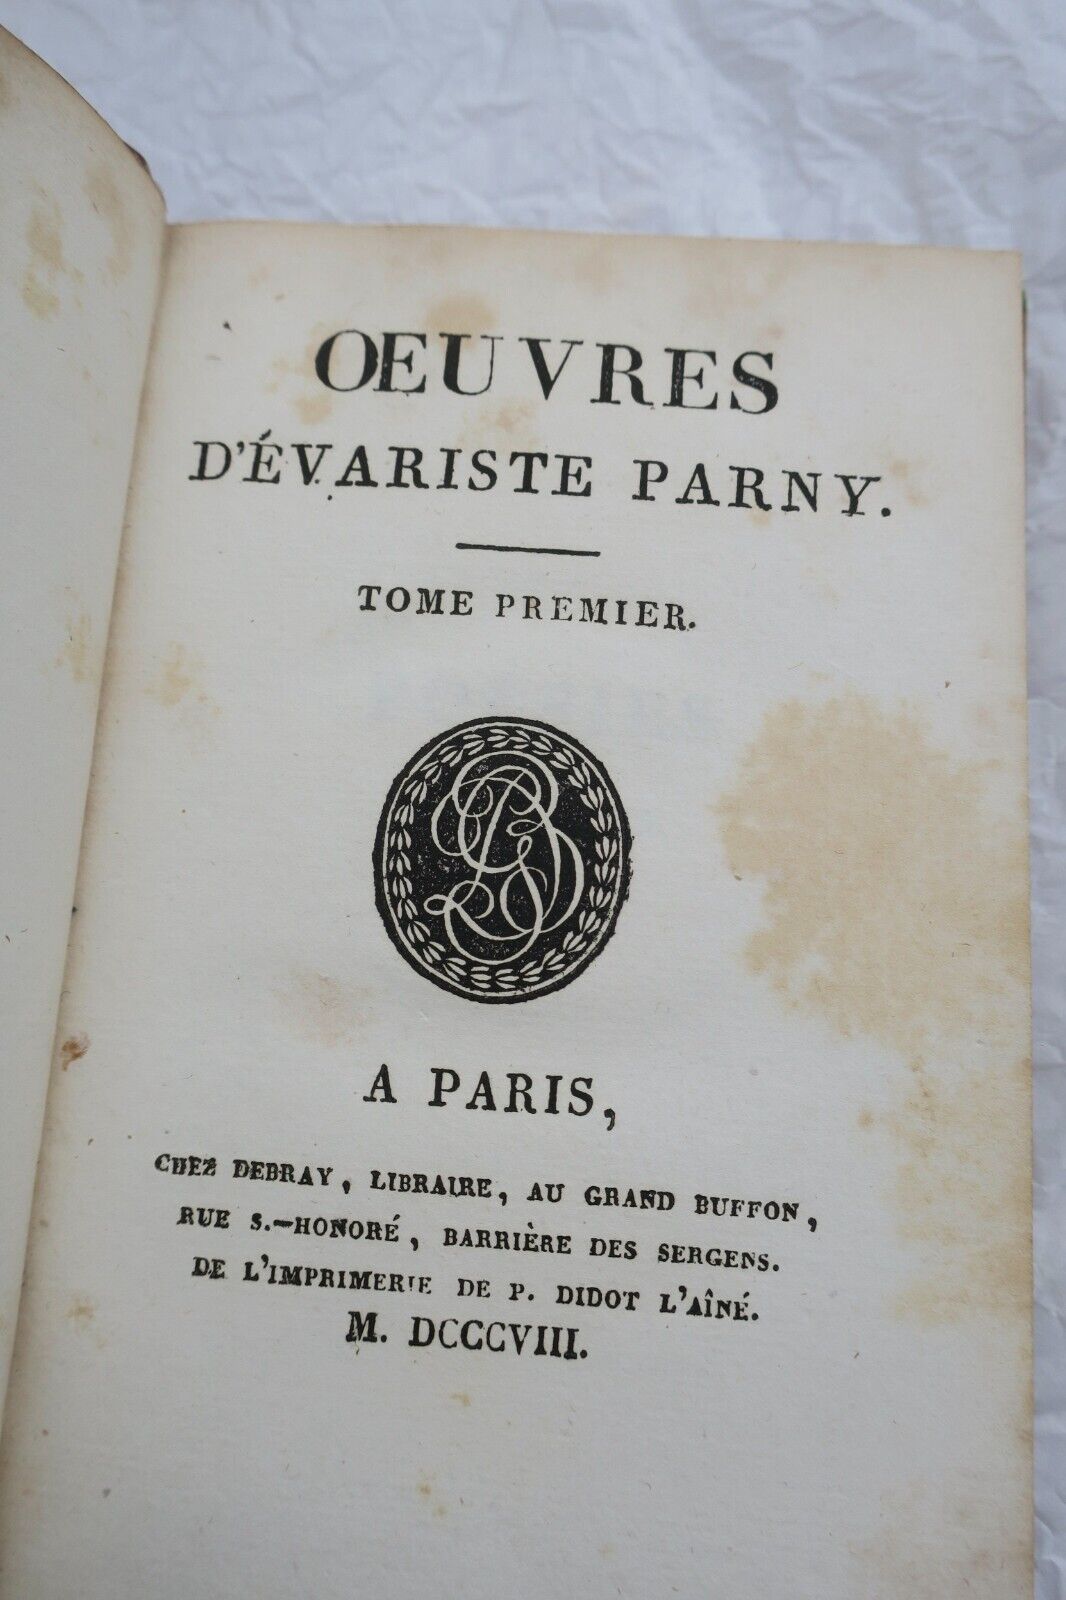 OEUVRES
D'ÉVARISTE PARNY.
TOME PREMIER.
A PARIS,
CHEZ DEBRAY, LIBRAIRE, AU GRAND BUFFON,
RUE S.-HONORÉ, BARRIÈRE DES SERGENS.
DE L'IMPRIMERIE DE P. DIDOT L'AÎNÉ.
M. DCCCVIII.